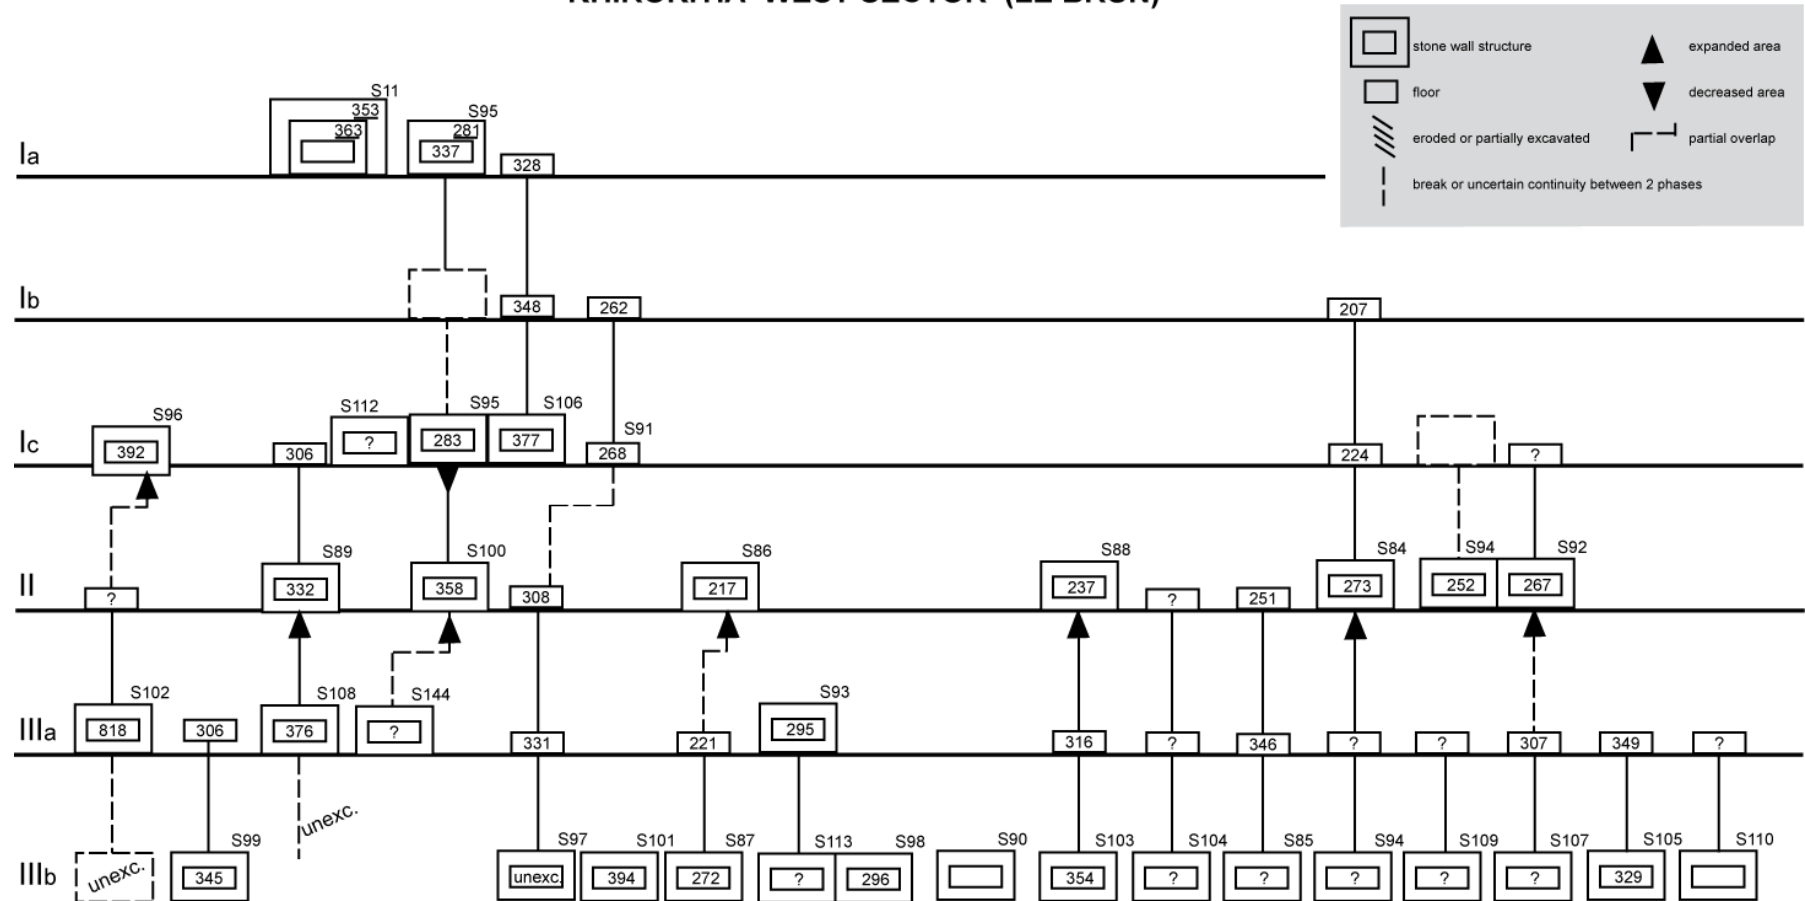 KHIROKITIA WEST SECTOR (LE BRUN)
stone wall structure
expanded area
floor
decreased area
eroded or partially excavated
partial overlap
break or uncertain continuity between 2 phases
S11
353
363
S95
281
337
328
Ia
348
262
207
Ib
S96
392
306
S112
?
S95
283
S106
377
S91
268
224
?
Ic
?
S89
332
S100
358
308
S86
217
S88
237
?
251
S84
273
S94
252
S92
267
II
S102
818
306
S108
376
S144
?
331
221
S93
295
316
?
346
?
?
307
349
?
IIIa
unexc.
unexc.
S99
345
S97
unexc.
S101
394
S87
272
S113
?
S98
296
S90
S103
354
S104
?
S85
?
S94
?
S109
?
S107
?
S105
329
S110
IIIb